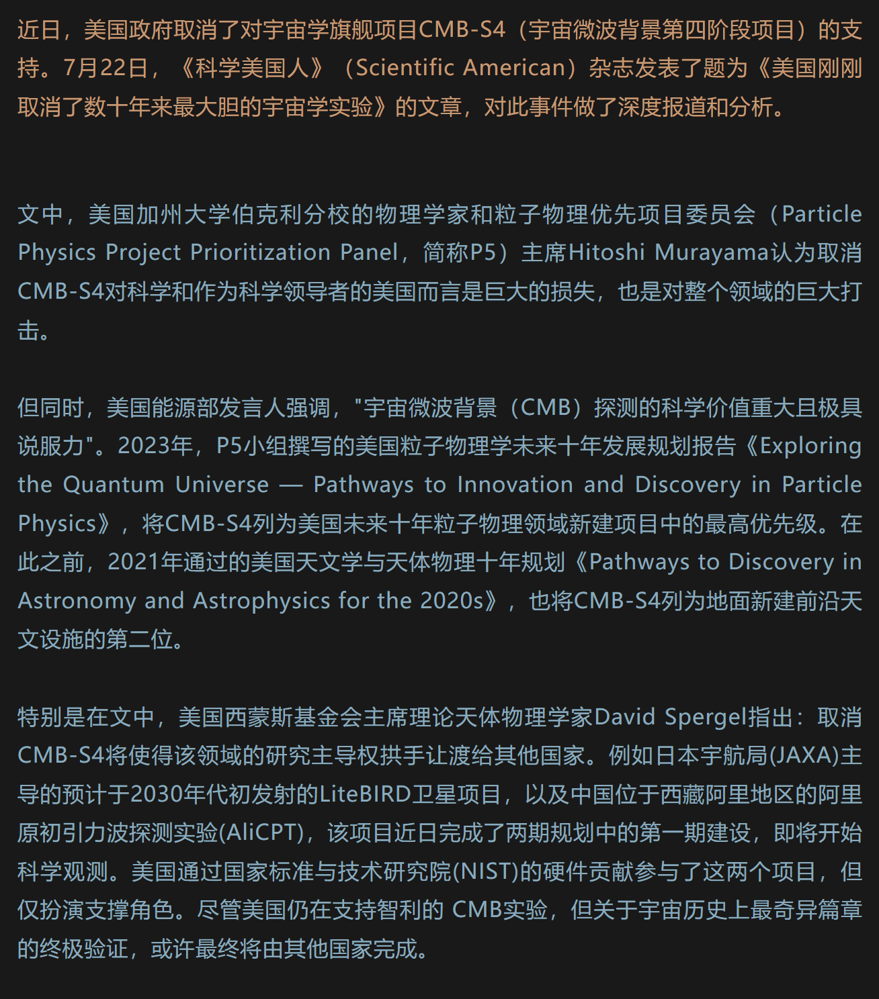 近日，美国政府取消了对宇宙学旗舰项目CMB-S4（宇宙微波背景第四阶段项目）的支
持。7月22日，《科学美国人》（Scientific American）杂志发表了题为《美国刚刚
取消了数十年来最大胆的宇宙学实验》的文章，对此事件做了深度报道和分析。
文中，美国加州大学伯克利分校的物理学家和粒子物理优先项目委员会（Particle
Physics Project Prioritization Panel，简称P5）主席Hitoshi Murayama认为取消
CMB-S4对科学和作为科学领导者的美国而言是巨大的损失，也是对整个领域的巨大打
击。
但同时，美国能源部发言人强调，"宇宙微波背景（CMB）探测的科学价值重大且极具
说服力"。2023年，P5小组撰写的美国粒子物理学未来十年发展规划报告《Exploring
the Quantum Universe — Pathways to Innovation and Discovery in Particle
Physics》，将CMB-S4列为美国未来十年粒子物理领域新建项目中的最高优先级。在
此之前，2021年通过的美国天文学与天体物理十年规划《Pathways to Discovery in
Astronomy and Astrophysics for the 2020s》，也将CMB-S4列为地面新建前沿天
文设施的第二位。
特别是在文中，美国西蒙斯基金会主席理论天体物理学家David Spergel指出：取消
CMB-S4将使得该领域的研究主导权拱手让渡给其他国家。例如日本宇航局(JAXA)主
导的预计于2030年代初发射的LiteBIRD卫星项目，以及中国位于西藏阿里地区的阿里
原初引力波探测实验(AliCPT)，该项目近日完成了两期规划中的第一期建设，即将开始
科学观测。美国通过国家标准与技术研究院(NIST)的硬件贡献参与了这两个项目，但
仅扮演支撑角色。尽管美国仍在支持智利的 CMB实验，但关于宇宙历史上最奇异篇章
的终极验证，或许最终将由其他国家完成。